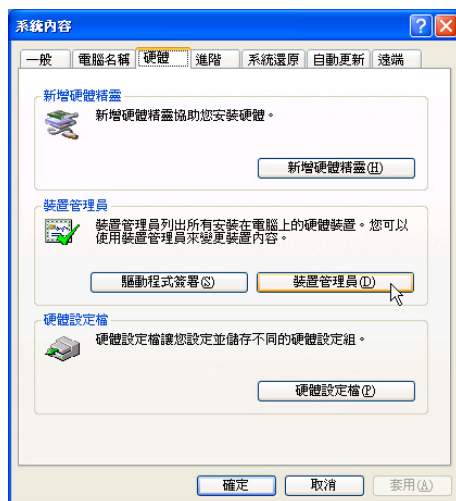 系統內容
一般 電腦名稱 硬體 進階 系統還原 自動更新 遠端
新增硬體精靈
新增硬體精靈協助您安裝硬體。
新增硬體精靈(H)
裝置管理員
裝置管理員列出所有安裝在電腦上的硬體裝置。您可以
使用裝置管理員來變更裝置內容。
驅動程式簽署(S) 裝置管理員(D)
硬體設定檔
硬體設定檔讓您設定並儲存不同的硬體設定組。
硬體設定檔(P)
確定 取消 套用(A)